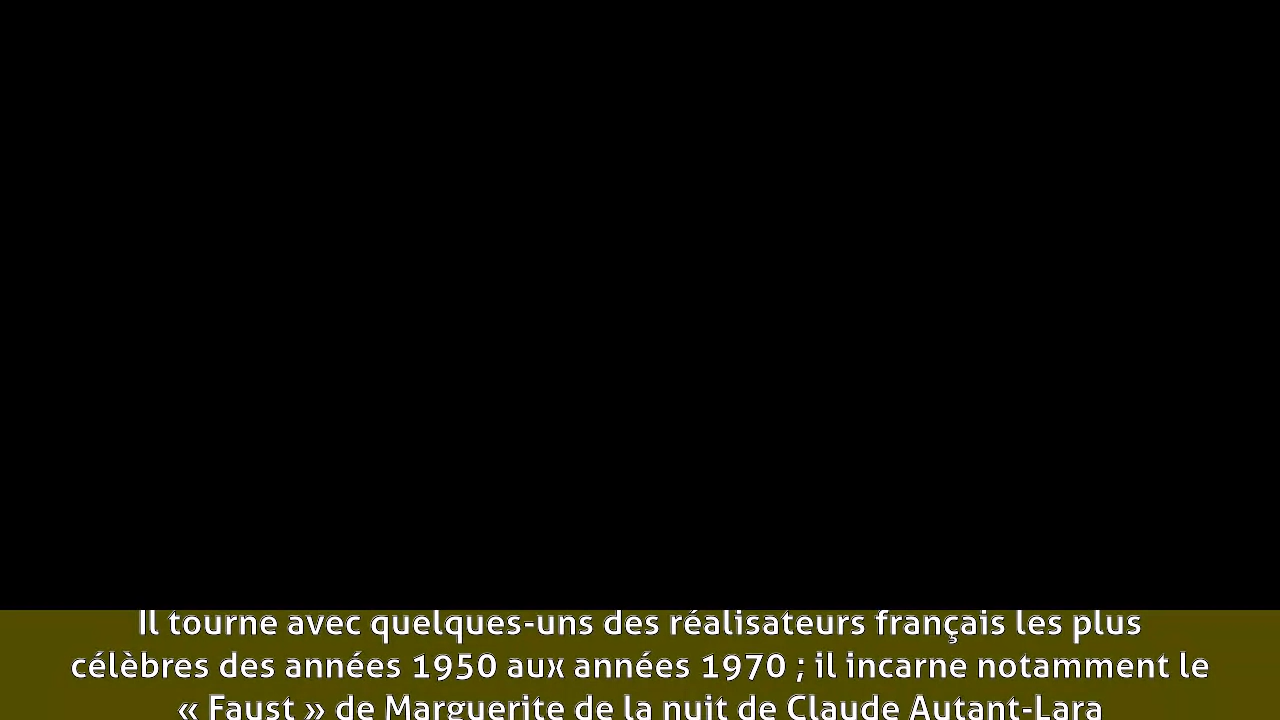 Il tourne avec quelques-uns des réalisateurs français les plus
célèbres des années 1950 aux années 1970 ; il incarne notamment le
« Faust » de Marguerite de la nuit de Claude Autant-Lara